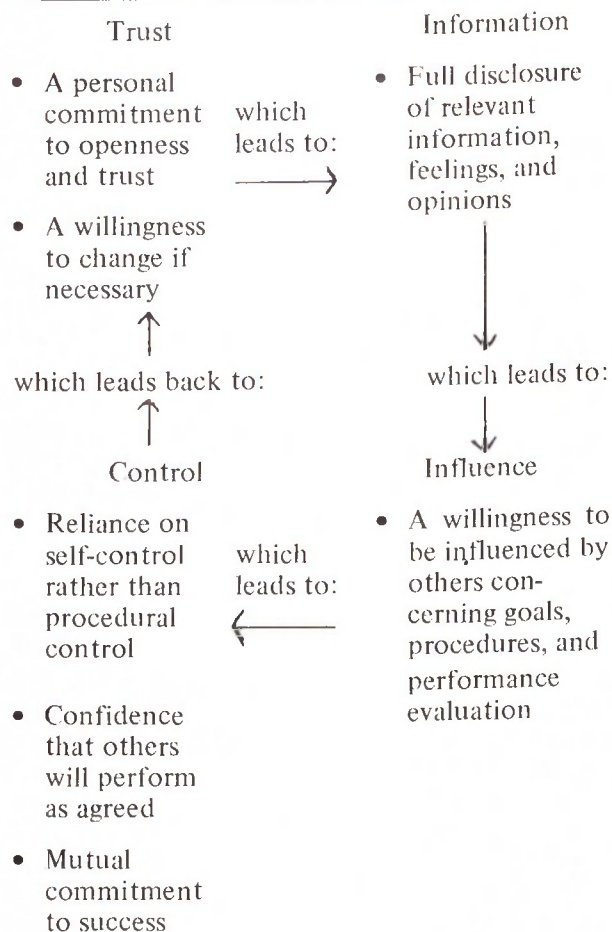 Trust
• A personal
commitment
to openness
and trust
• A willingness
to change if
necessary
which
leads to:
Information
• Full disclosure
of relevant
information,
feelings, and
opinions
which leads to:
Influence
• A willingness to
be influenced by
others con-
cerning goals,
procedures, and
performance
evaluation
which
leads to:
Control
• Reliance on
self-control
rather than
procedural
control
• Confidence
that others
will perform
as agreed
• Mutual
commitment
to success
which leads back to: